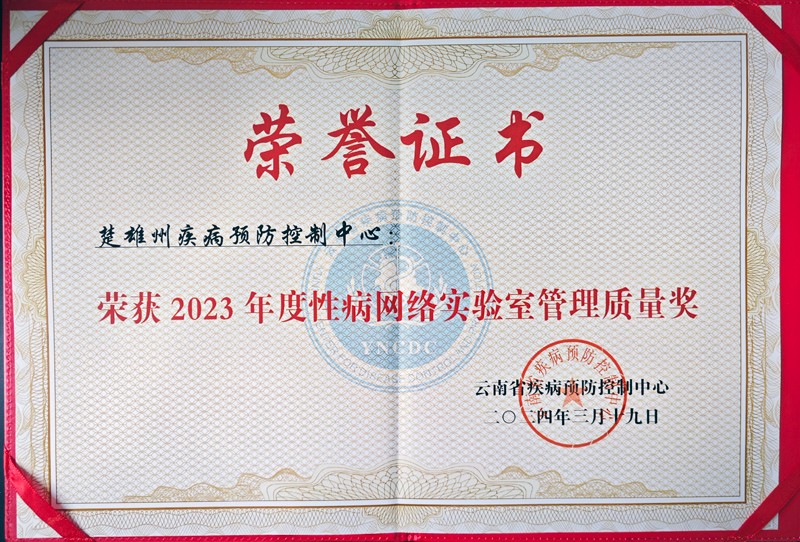 荣誉证书
楚雄州疾病预防控制中心：
荣获 2023 年度性病网络实验室管理质量奖
YNCDC
云南省疾病预防控制中心
二〇二四年三月十九日